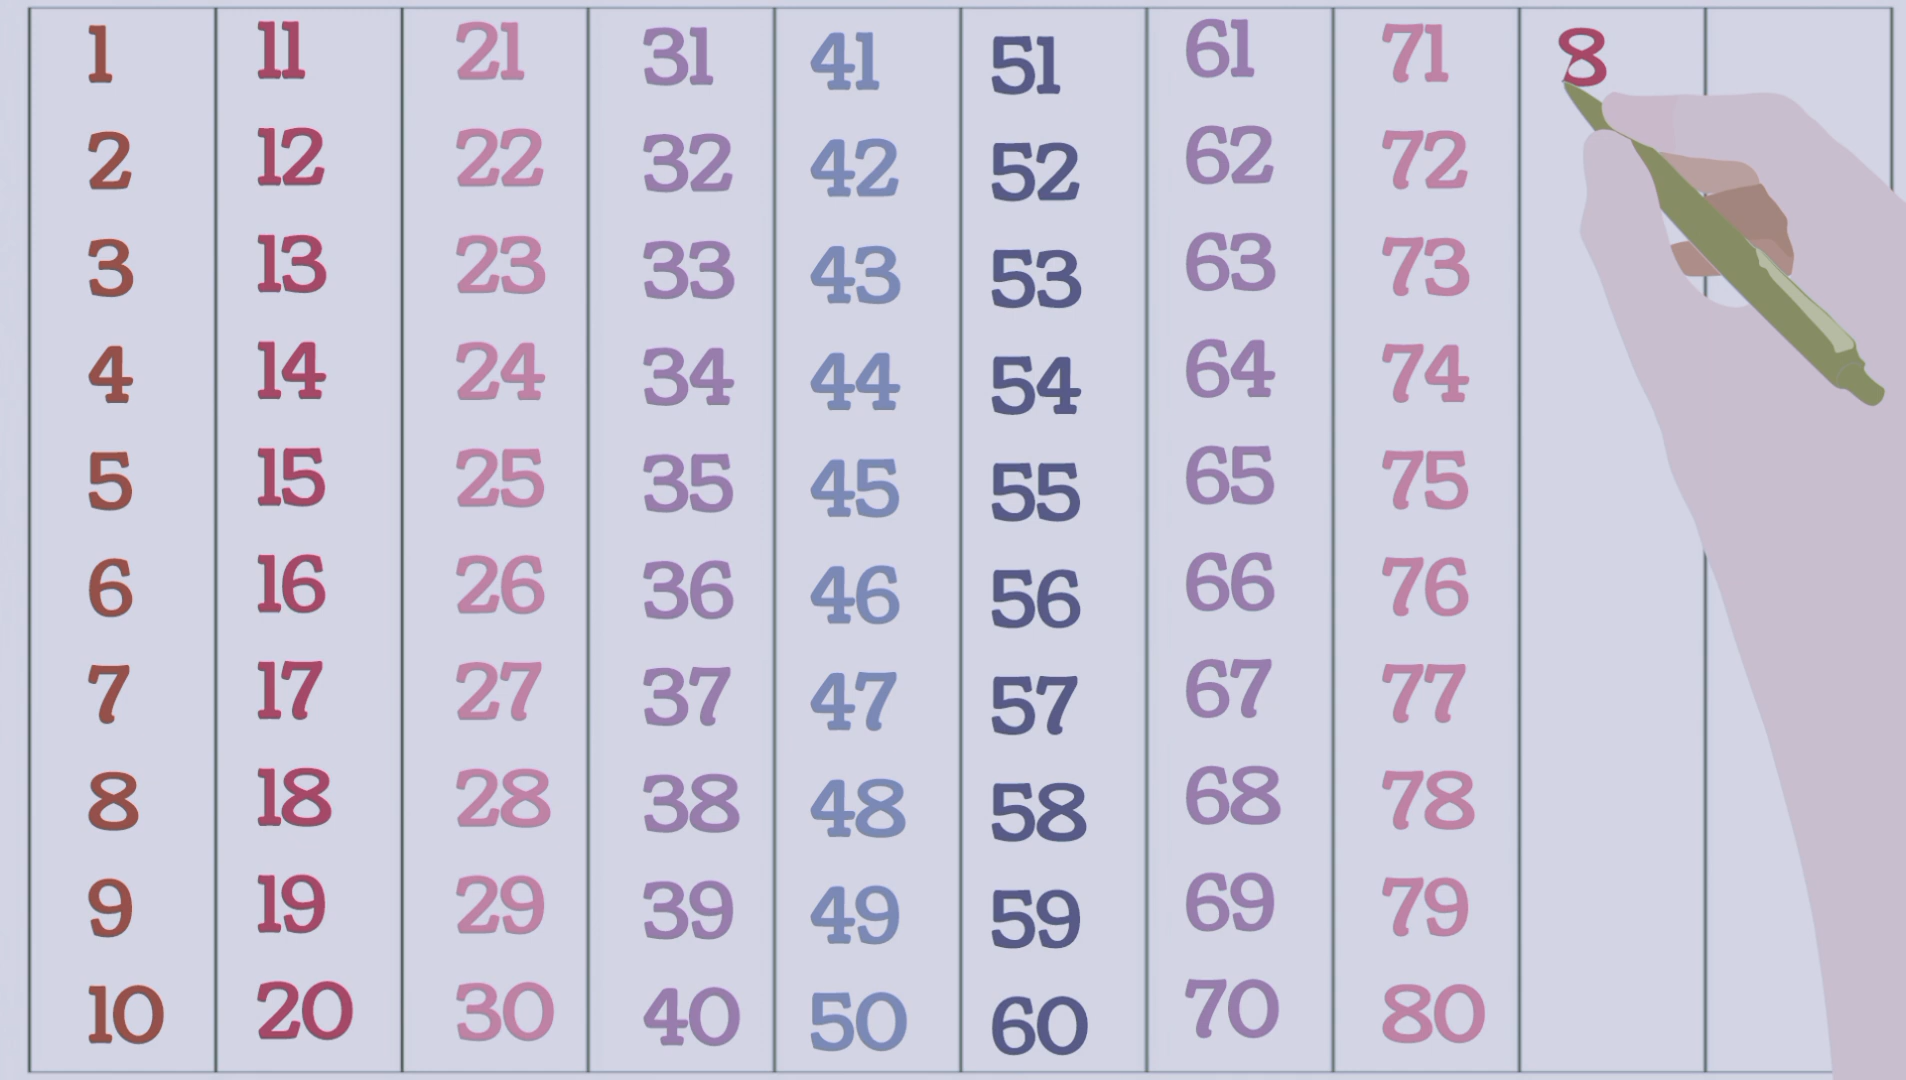 1 11 21 31 41 51 61 71 8
2 12 22 32 42 52 62 72
3 13 23 33 43 53 63 73
4 14 24 34 44 54 64 74
5 15 25 35 45 55 65 75
6 16 26 36 46 56 66 76
7 17 27 37 47 57 67 77
8 18 28 38 48 58 68 78
9 19 29 39 49 59 69 79
10 20 30 40 50 60 70 80